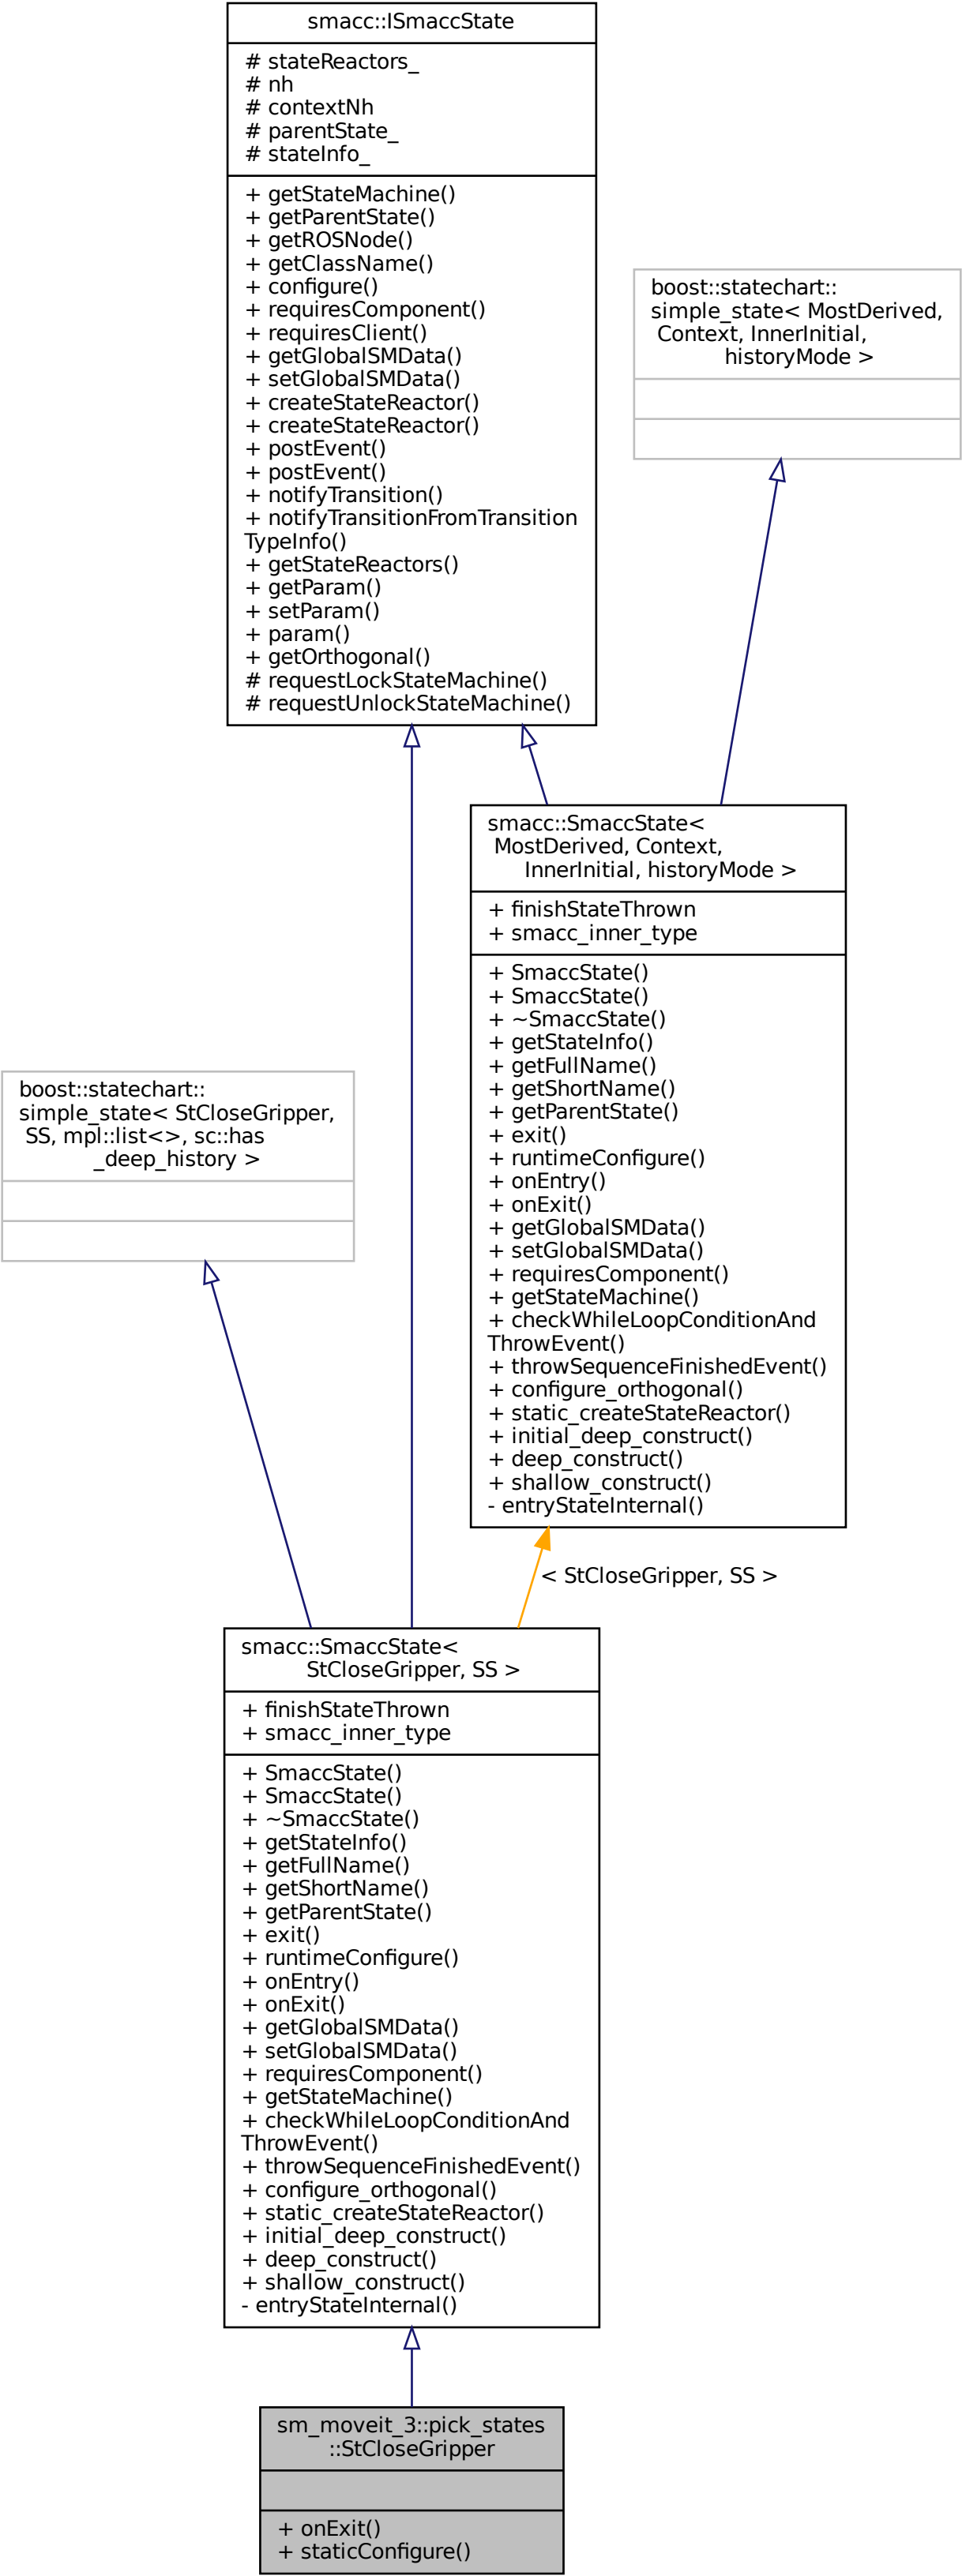 smacc::ISmaccState
# stateReactors_
# nh
# contextNh
# parentState_
# stateInfo_
+ getStateMachine()
+ getParentState()
+ getROSNode()
+ getClassName()
+ configure()
+ requiresComponent()
+ requiresClient()
+ getGlobalSMData()
+ setGlobalSMData()
+ createStateReactor()
+ createStateReactor()
+ postEvent()
+ postEvent()
+ notifyTransition()
+ notifyTransitionFromTransition
TypeInfo()
+ getStateReactors()
+ getParam()
+ setParam()
+ param()
+ getOrthogonal()
# requestLockStateMachine()
# requestUnlockStateMachine()
boost::statechart::
simple_state< MostDerived,
Context, InnerInitial,
historyMode >
smacc::SmaccState<
MostDerived, Context,
InnerInitial, historyMode >
+ finishStateThrown
+ smacc_inner_type
+ SmaccState()
+ SmaccState()
+ ~SmaccState()
+ getStateInfo()
+ getFullName()
+ getShortName()
+ getParentState()
+ exit()
+ runtimeConfigure()
+ onEntry()
+ onExit()
+ getGlobalSMData()
+ setGlobalSMData()
+ requiresComponent()
+ getStateMachine()
+ checkWhileLoopConditionAnd
ThrowEvent()
+ throwSequenceFinishedEvent()
+ configure_orthogonal()
+ static_createStateReactor()
+ initial_deep_construct()
+ deep_construct()
+ shallow_construct()
- entryStateInternal()
boost::statechart::
simple_state< StCloseGripper,
SS, mpl::list<>, sc::has
_deep_history >
< StCloseGripper, SS >
smacc::SmaccState<
StCloseGripper, SS >
+ finishStateThrown
+ smacc_inner_type
+ SmaccState()
+ SmaccState()
+ ~SmaccState()
+ getStateInfo()
+ getFullName()
+ getShortName()
+ getParentState()
+ exit()
+ runtimeConfigure()
+ onEntry()
+ onExit()
+ getGlobalSMData()
+ setGlobalSMData()
+ requiresComponent()
+ getStateMachine()
+ checkWhileLoopConditionAnd
ThrowEvent()
+ throwSequenceFinishedEvent()
+ configure_orthogonal()
+ static_createStateReactor()
+ initial_deep_construct()
+ deep_construct()
+ shallow_construct()
- entryStateInternal()
sm_moveit_3::pick_states
::StCloseGripper
+ onExit()
+ staticConfigure()